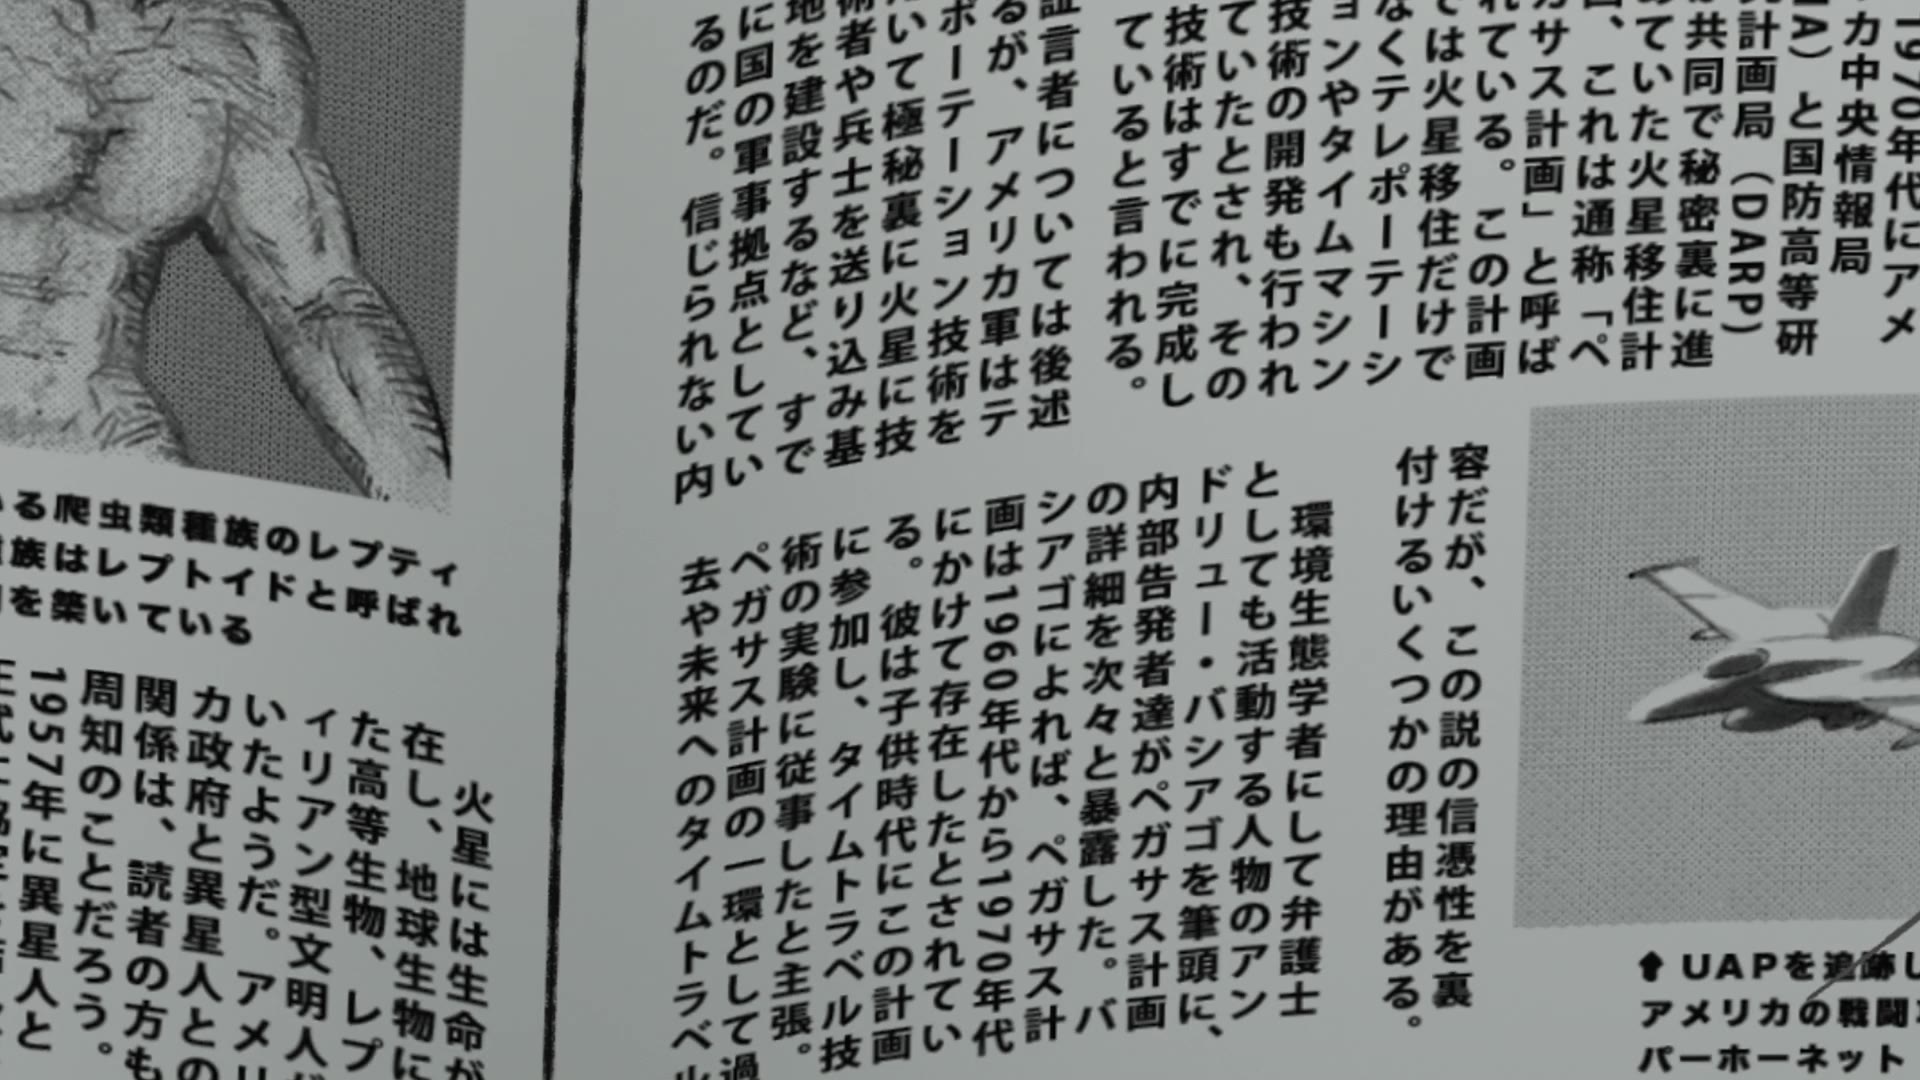 1970年代にアメ
カ中央情報局
IA）と国防高等研
計画局（DARP）
共同で秘密裏に進
めていた火星移住計
、これは通称「ペ
ガサス計画」と呼ば
れている。この計画
では火星移住だけで
なくテレポーテーシ
ョンやタイムマシン
技術の開発も行われ
ていたとされ、その
技術はすでに完成し
ていると言われる。
証言者については後述
るが、アメリカ軍はテ
ポーテーション技術を
いて極秘裏に火星に技
術者や兵士を送り込み基
地を建設するなど、すで
に国の軍事拠点としてい
るのだ。信じられない内
容だが、この説の信憑性を裏
付けるいくつかの理由がある。
環境生態学者にして弁護士
としても活動する人物のアン
ドリュー・バシアゴを筆頭に、
内部告発者達がペガサス計画
の詳細を次々と暴露した。バ
シアゴによれば、ペガサス計
画は1960年代から1970年代
にかけて存在したとされてい
る。彼は子供時代にこの計画
に参加し、タイムトラベル技
術の実験に従事したと主張。
ペガサス計画の一環として過
去や未来へのタイムトラベル
⬆UAPを追跡し
アメリカの戦闘
パーホーネット
いる爬虫類種族のレプティ
種族はレプトイドと呼ばれ
を築いている
火星には生命が
在し、地球生物に
た高等生物、レプ
ィリアン型文明人が
いたようだ。アメリ
カ政府と異星人との
関係は、読者の方も
周知のことだろう。
1957年に異星人と